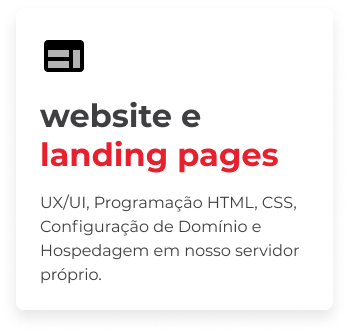 website e
landing pages
UX/UI, Programação HTML, CSS,
Configuração de Domínio e
Hospedagem em nosso servidor
próprio.